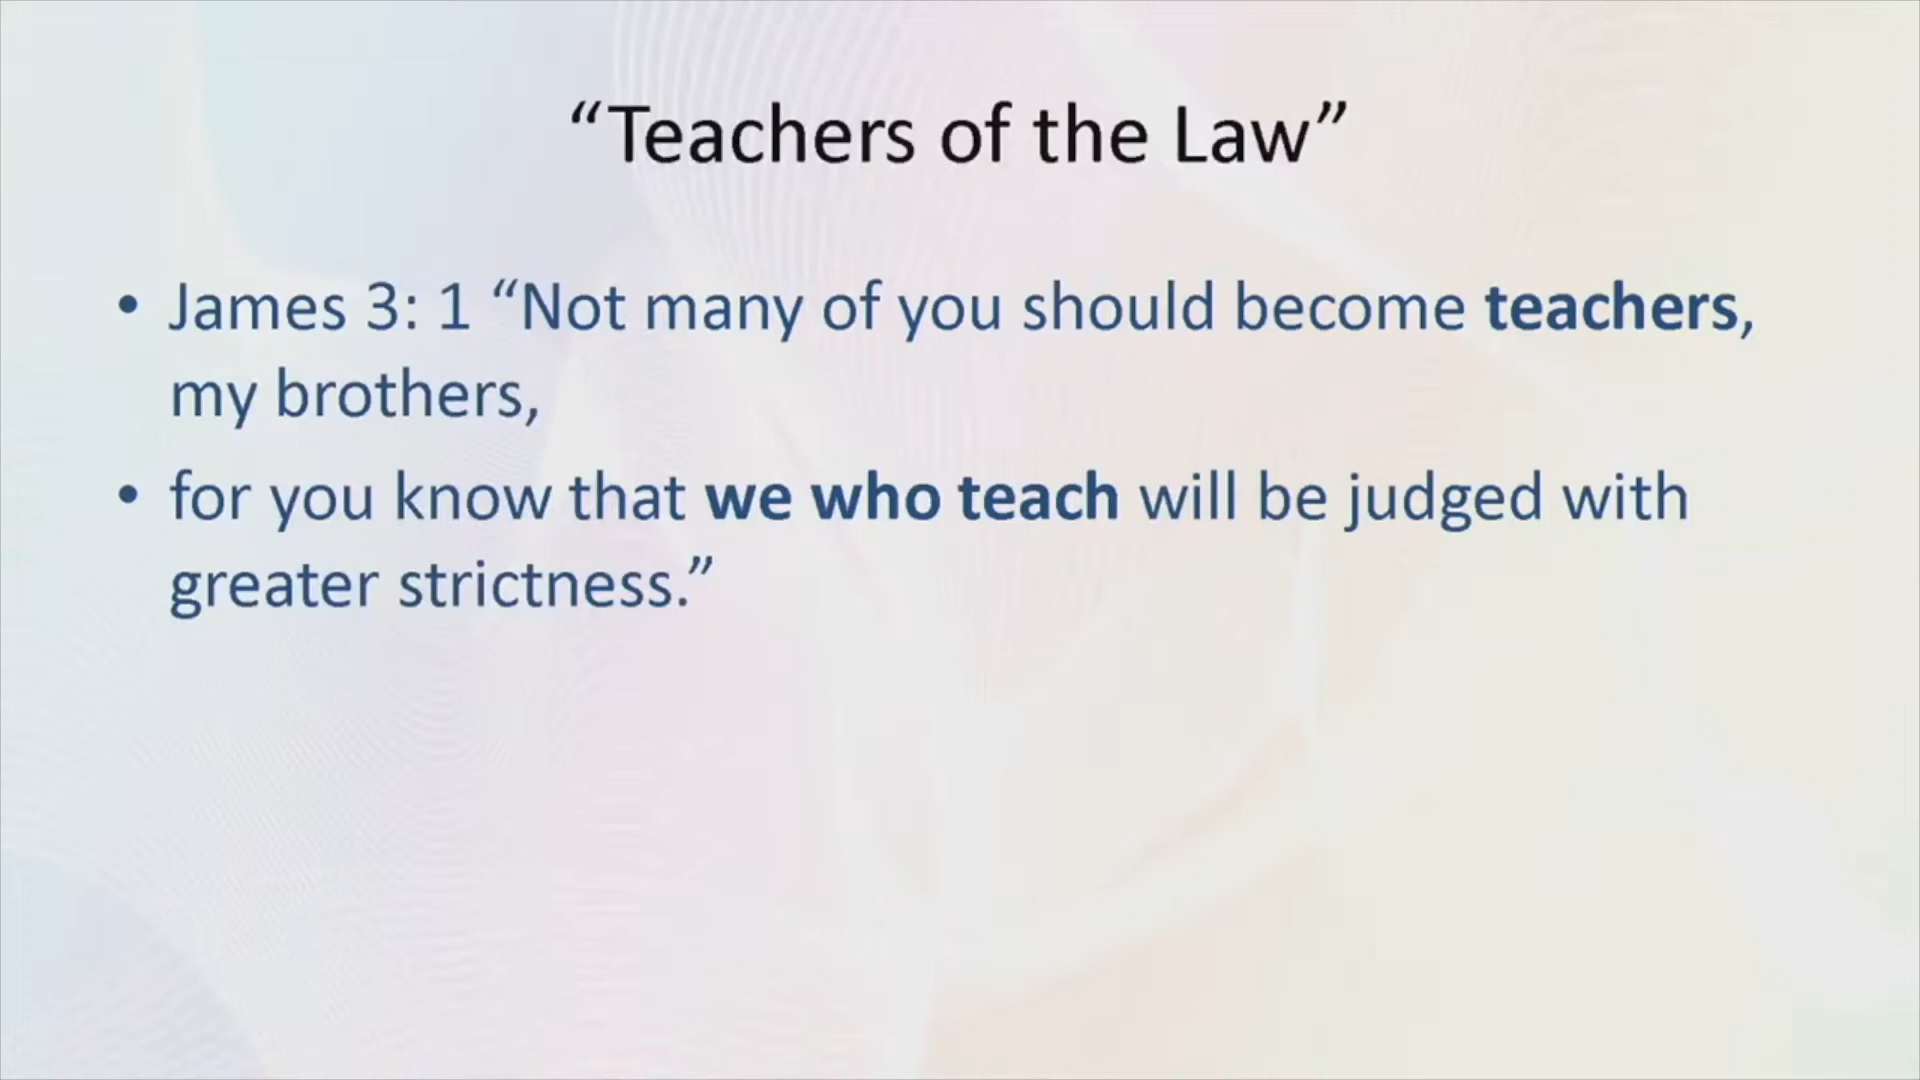 “Teachers of the Law”
• James 3: 1 “Not many of you should become teachers,
my brothers,
• for you know that we who teach will be judged with
greater strictness.”